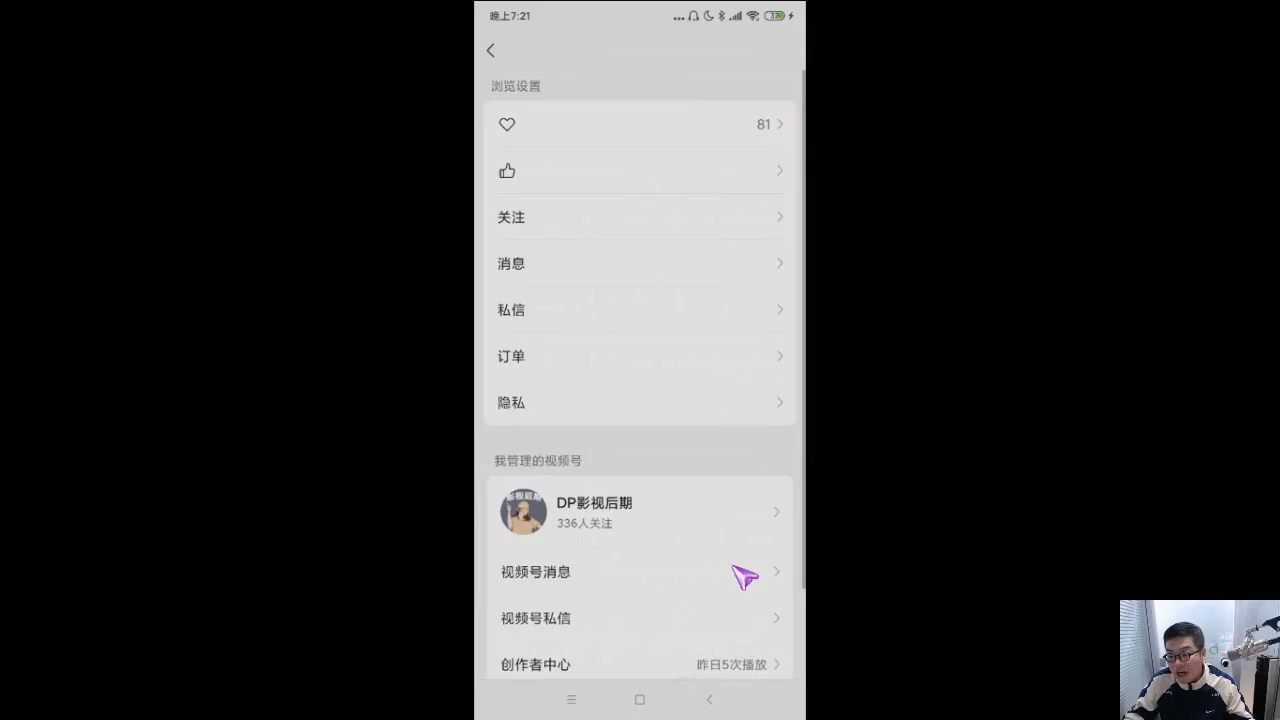 晚上7:21
浏览设置
81
关注
消息
私信
订单
隐私
我管理的视频号
DP影视后期
336人关注
视频号消息
视频号私信
创作者中心
昨日5次播放